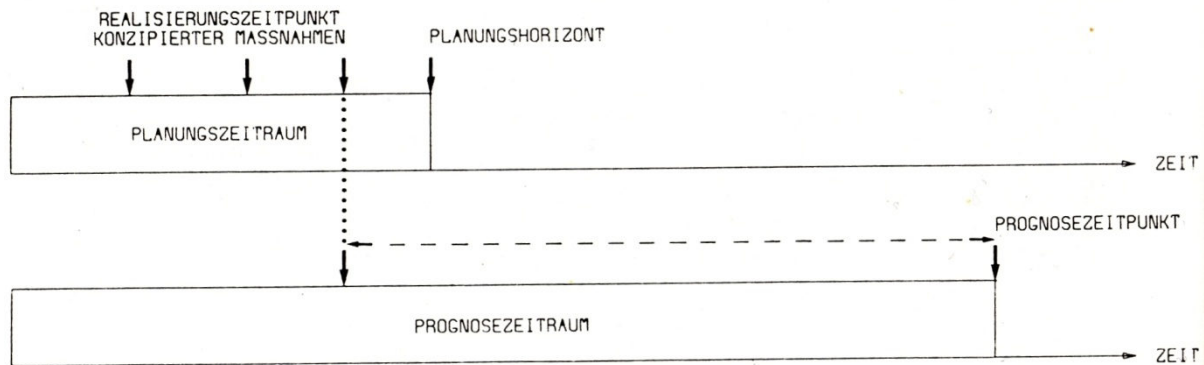 REALISIERUNGSZEITPUNKT
KONZIPIERTER MASSNAHMEN
PLANUNGSHORIZONT
PLANUNGSZEITRAUM
ZEIT
PROGNOSEZEITPUNKT
PROGNOSEZEITRAUM
ZEIT